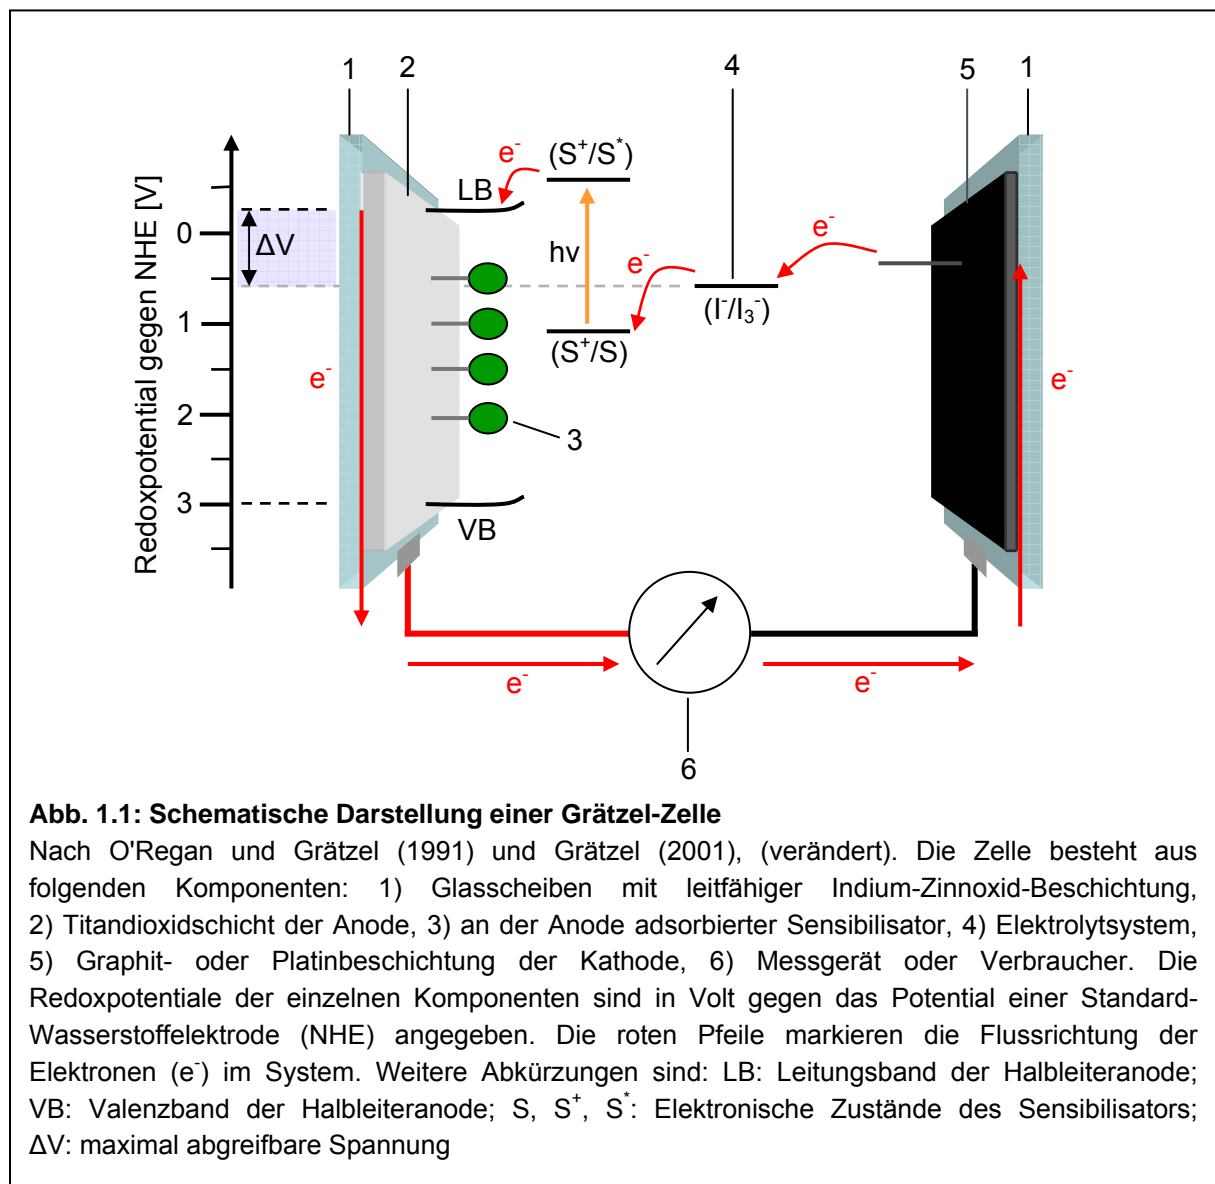 1 2 4 5 1
Redoxpotential gegen NHE [V]
0
1
2
3
ΔV
e-
LB
e-
(S+/S*)
hν
(S+/S)
e-
(I-/I3-)
e-
3
VB
e-
e-
e-
6
Abb. 1.1: Schematische Darstellung einer Grätzel-Zelle
Nach O'Regan und Grätzel (1991) und Grätzel (2001), (verändert). Die Zelle besteht aus
folgenden Komponenten: 1) Glasscheiben mit leitfähiger Indium-Zinnoxid-Beschichtung,
2) Titandioxidschicht der Anode, 3) an der Anode adsorbierter Sensibilisator, 4) Elektrolytsystem,
5) Graphit- oder Platinbeschichtung der Kathode, 6) Messgerät oder Verbraucher. Die
Redoxpotentiale der einzelnen Komponenten sind in Volt gegen das Potential einer Standard-
Wasserstoffelektrode (NHE) angegeben. Die roten Pfeile markieren die Flussrichtung der
Elektronen (e-) im System. Weitere Abkürzungen sind: LB: Leitungsband der Halbleiteranode;
VB: Valenzband der Halbleiteranode; S, S+, S*: Elektronische Zustände des Sensibilisators;
ΔV: maximal abgreifbare Spannung